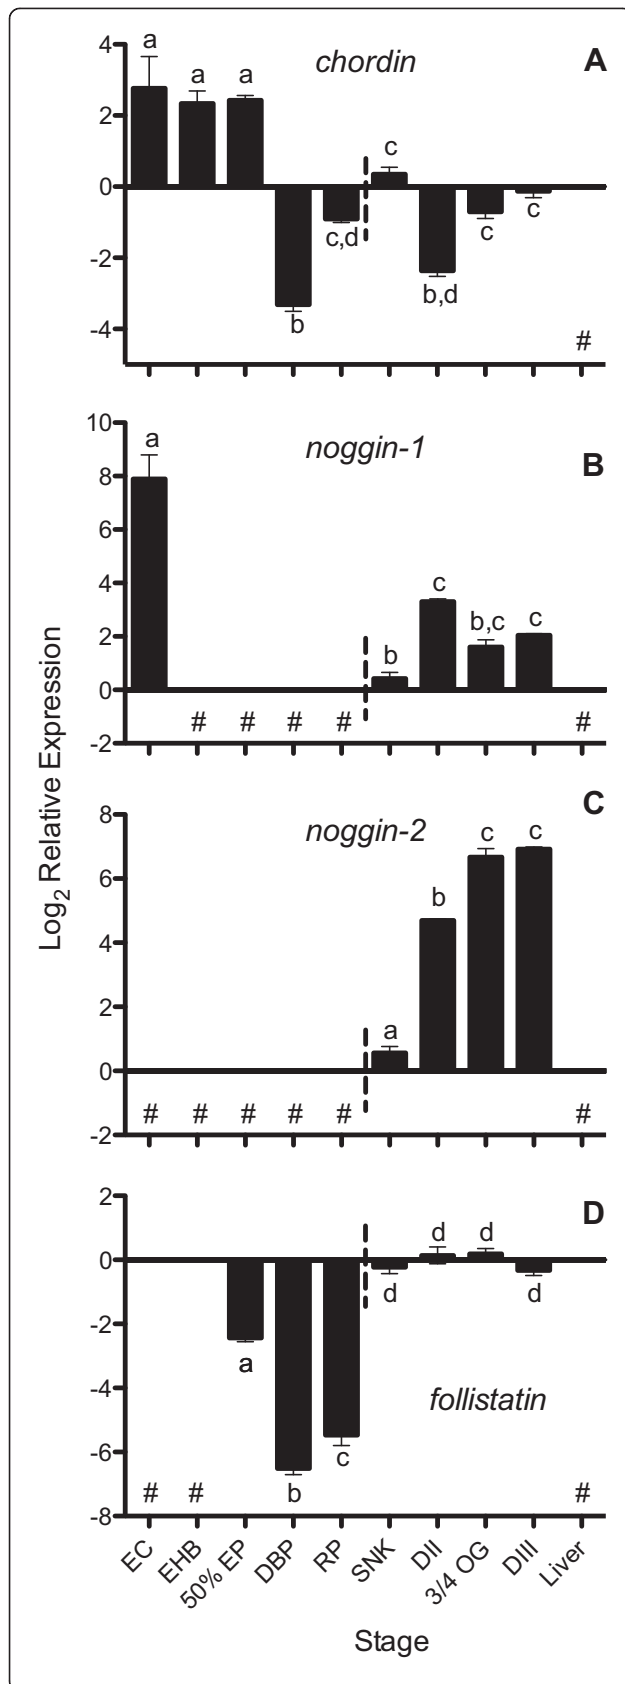 chordin A
4
2
0
-2
-4
a a a b c,d c b,d c c #
noggin-1 B
10
8
6
4
2
0
-2
a # # # # b c b,c c #
Log2 Relative Expression
noggin-2 C
8
6
4
2
0
-2
# # # # # a b c c #
D
follistatin
2
0
-2
-4
-6
-8
# # a b c d d d d #
EC EHB 50% EP DBP RP SNK DII 3/4 OG DIII Liver
Stage